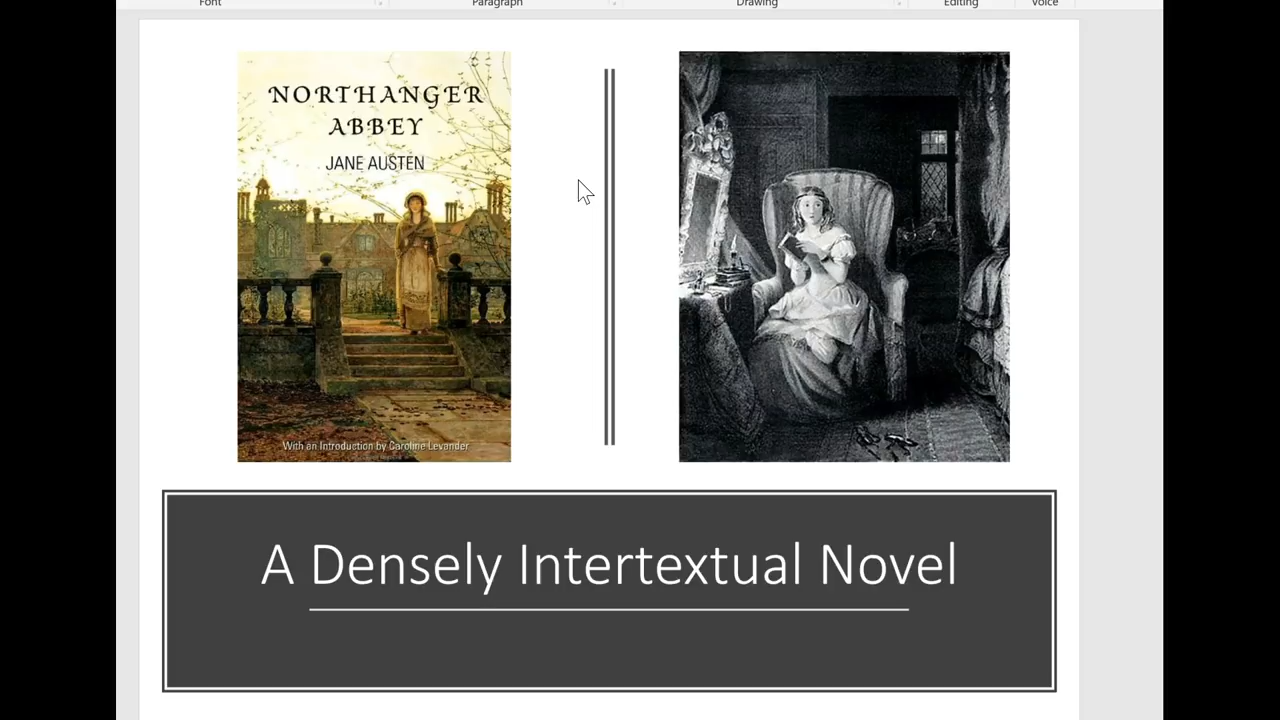 Font
Paragraph
Drawing
Editing
Voice
NORTHANGER
ABBEY
JANE AUSTEN
With an Introduction by Caroline Levander
A Densely Intertextual Novel